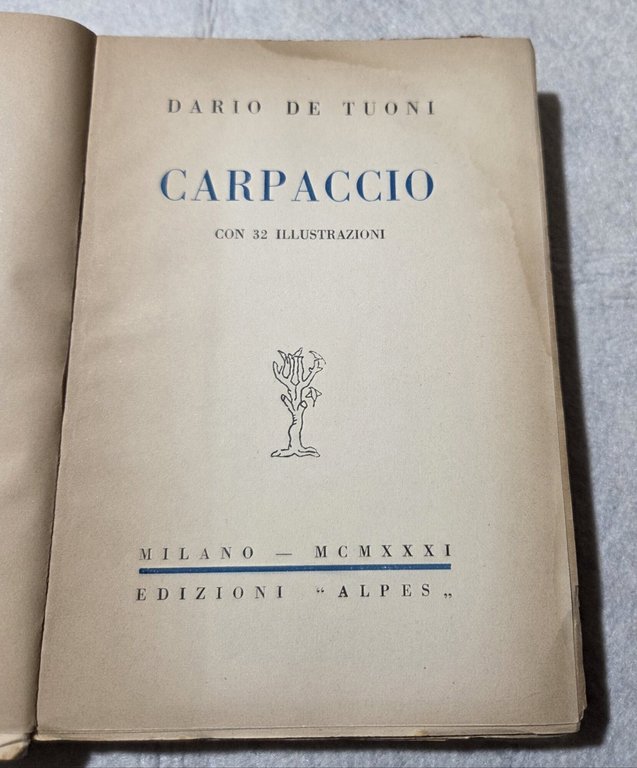 DARIO DE TUONI
CARPACCIO
CON 32 ILLUSTRAZIONI
MILANO — MCMXXXI
EDIZIONI “ ALPES „